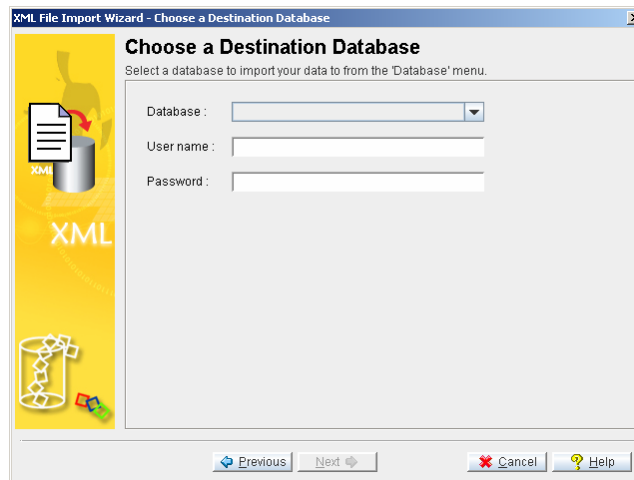 XML File Import Wizard - Choose a Destination Database
Choose a Destination Database
Select a database to import your data to from the 'Database' menu.
Database :
User name :
Password :
XML
XML
Previous Next Cancel Help